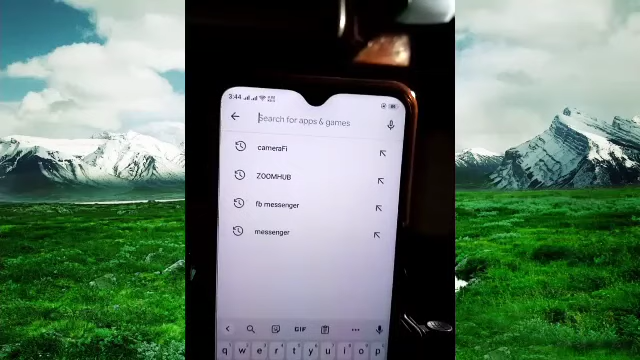 3:44
Search for apps & games
cameraFi
ZOOMHUB
fb messenger
messenger
GIF
q w e r t y u i o p